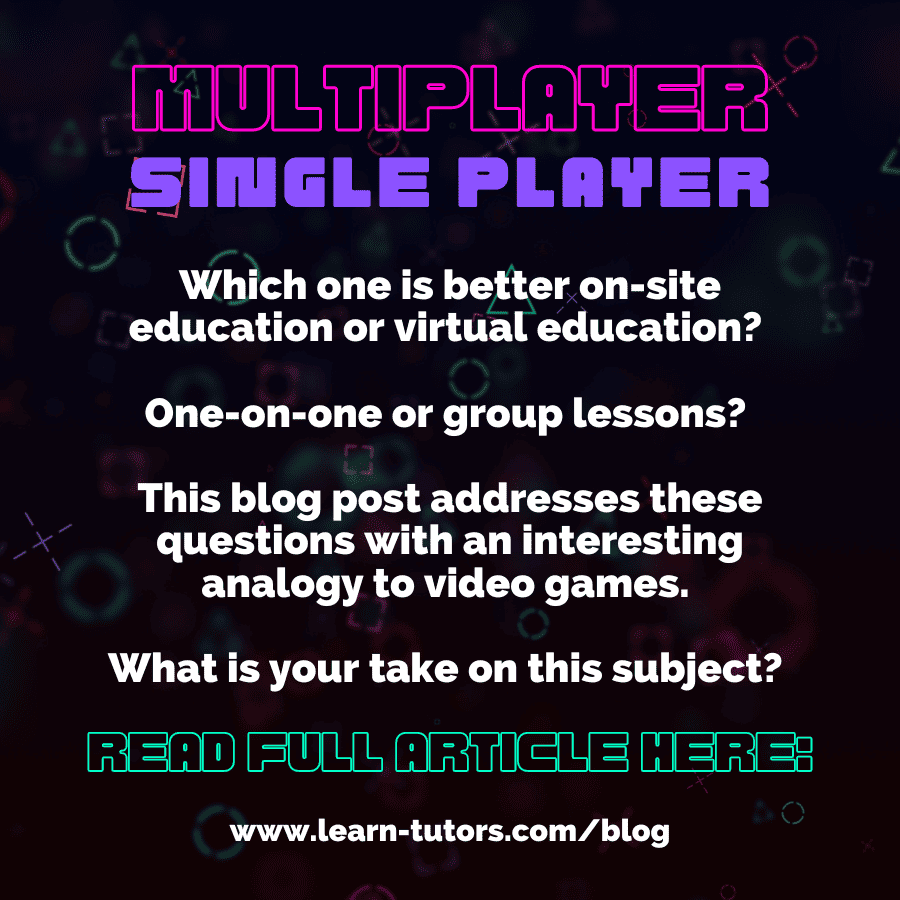 MULTIPLAYER
SINGLE PLAYER
Which one is better on-site
education or virtual education?
One-on-one or group lessons?
This blog post addresses these
questions with an interesting
analogy to video games.
What is your take on this subject?
READ FULL ARTICLE HERE:
www.learn-tutors.com/blog